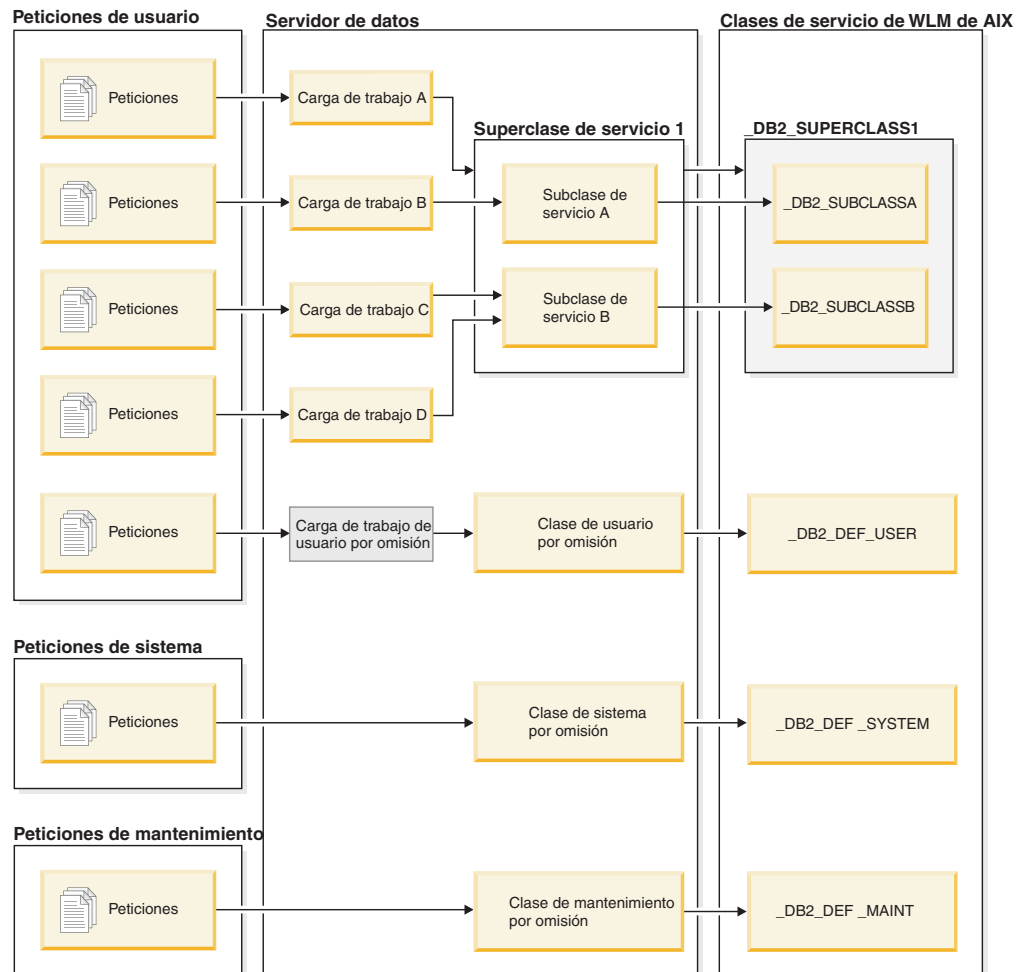 Peticiones de usuario
Servidor de datos
Clases de servicio de WLM de AIX
Peticiones
Carga de trabajo A
Superclase de servicio 1
_DB2_SUPERCLASS1
Peticiones
Carga de trabajo B
Subclase de
servicio A
_DB2_SUBCLASSA
Peticiones
Carga de trabajo C
Subclase de
servicio B
_DB2_SUBCLASSB
Peticiones
Carga de trabajo D
Peticiones
Carga de trabajo de
usuario por omisión
Clase de usuario
por omisión
_DB2_DEF_USER
Peticiones de sistema
Peticiones
Clase de sistema
por omisión
_DB2_DEF _SYSTEM
Peticiones de mantenimiento
Peticiones
Clase de mantenimiento
por omisión
_DB2_DEF _MAINT